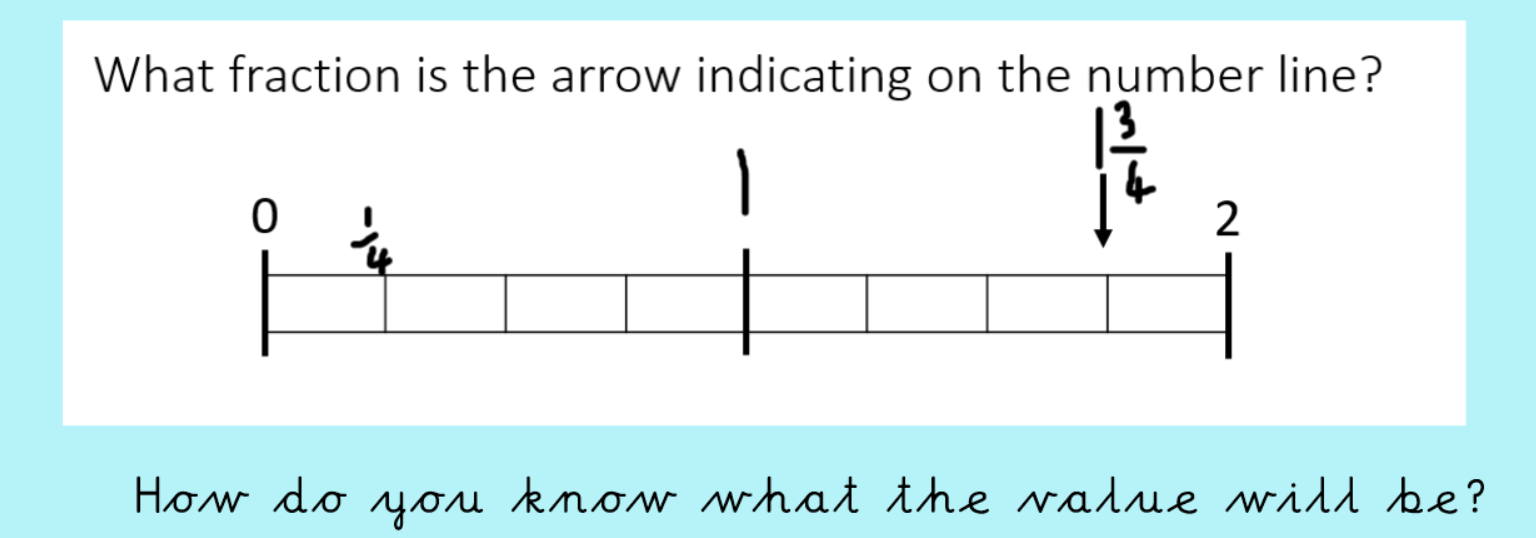 What fraction is the arrow indicating on the number line?
1 3/4
1
0
1/4
2
How do you know what the value will be?